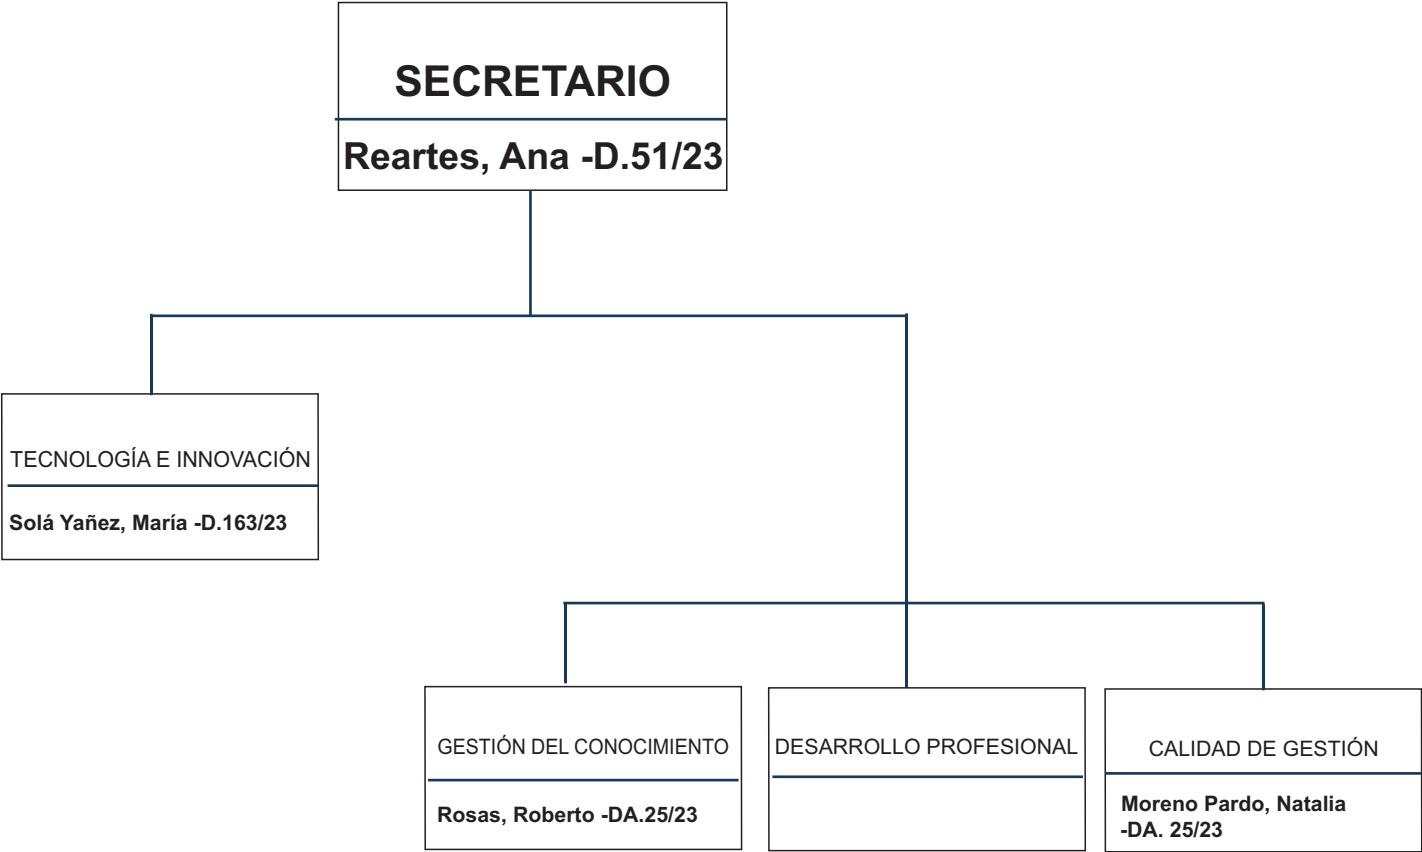 SECRETARIO
Reartes, Ana -D.51/23
TECNOLOGÍA E INNOVACIÓN
Solá Yañez, María -D.163/23
GESTIÓN DEL CONOCIMIENTO
Rosas, Roberto -DA.25/23
DESARROLLO PROFESIONAL
CALIDAD DE GESTIÓN
Moreno Pardo, Natalia
-DA. 25/23